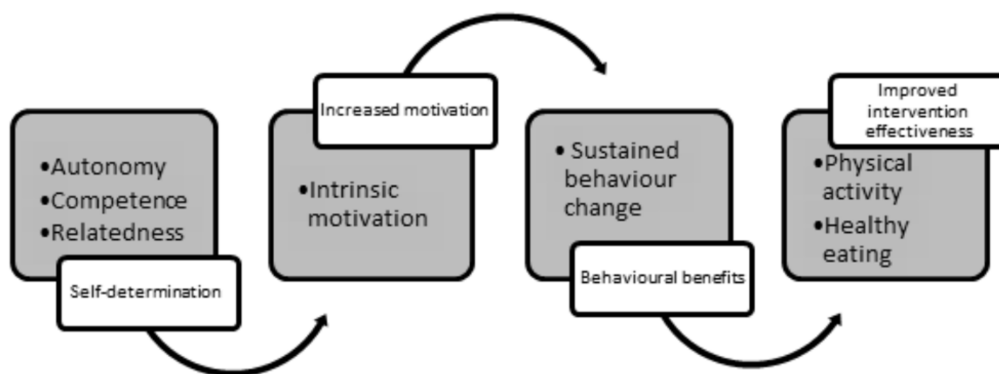 •Autonomy
•Competence
•Relatedness
Self-determination
Increased motivation
•Intrinsic
motivation
• Sustained
behaviour
change
Behavioural benefits
Improved
intervention
effectiveness
•Physical
activity
•Healthy
eating